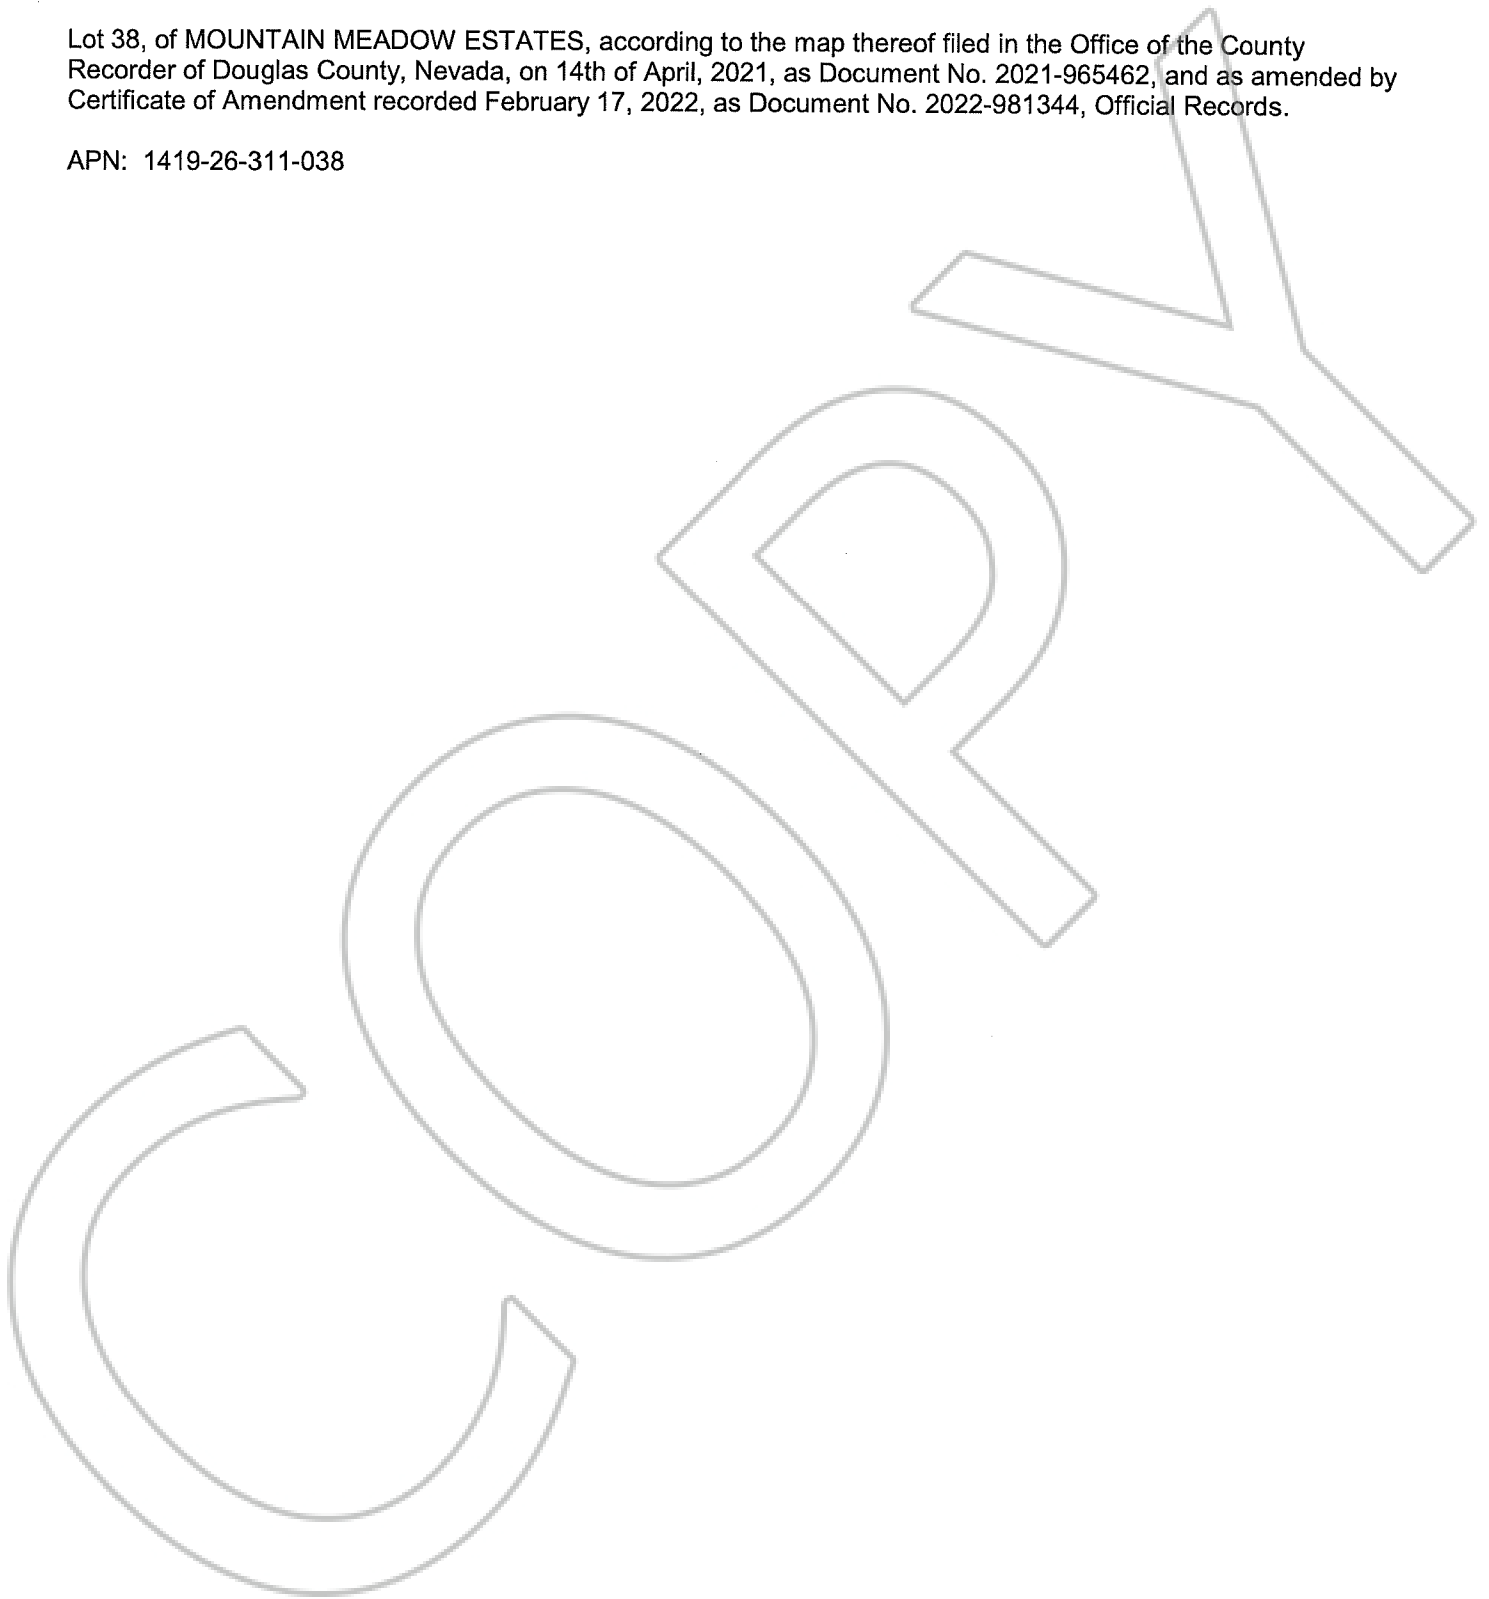 Lot 38, of MOUNTAIN MEADOW ESTATES, according to the map thereof filed in the Office of the County
Recorder of Douglas County, Nevada, on 14th of April, 2021, as Document No. 2021-965462, and as amended by
Certificate of Amendment recorded February 17, 2022, as Document No. 2022-981344, Official Records.
APN: 1419-26-311-038
COPY